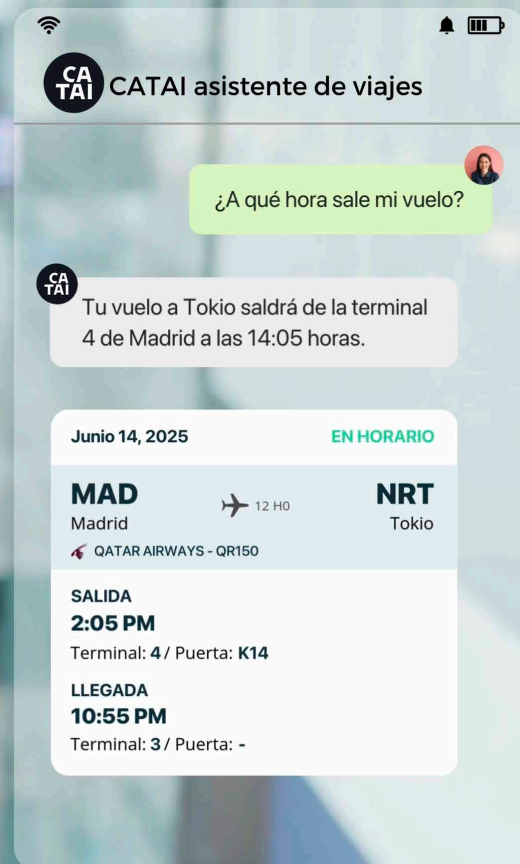 CA
TAI
CATAI asistente de viajes
¿A qué hora sale mi vuelo?
CA
TAI
Tu vuelo a Tokio saldrá de la terminal
4 de Madrid a las 14:05 horas.
Junio 14, 2025 EN HORARIO
MAD 12 H0 NRT
Madrid Tokio
QATAR AIRWAYS - QR150
SALIDA
2:05 PM
Terminal: 4 / Puerta: K14
LLEGADA
10:55 PM
Terminal: 3 / Puerta: -